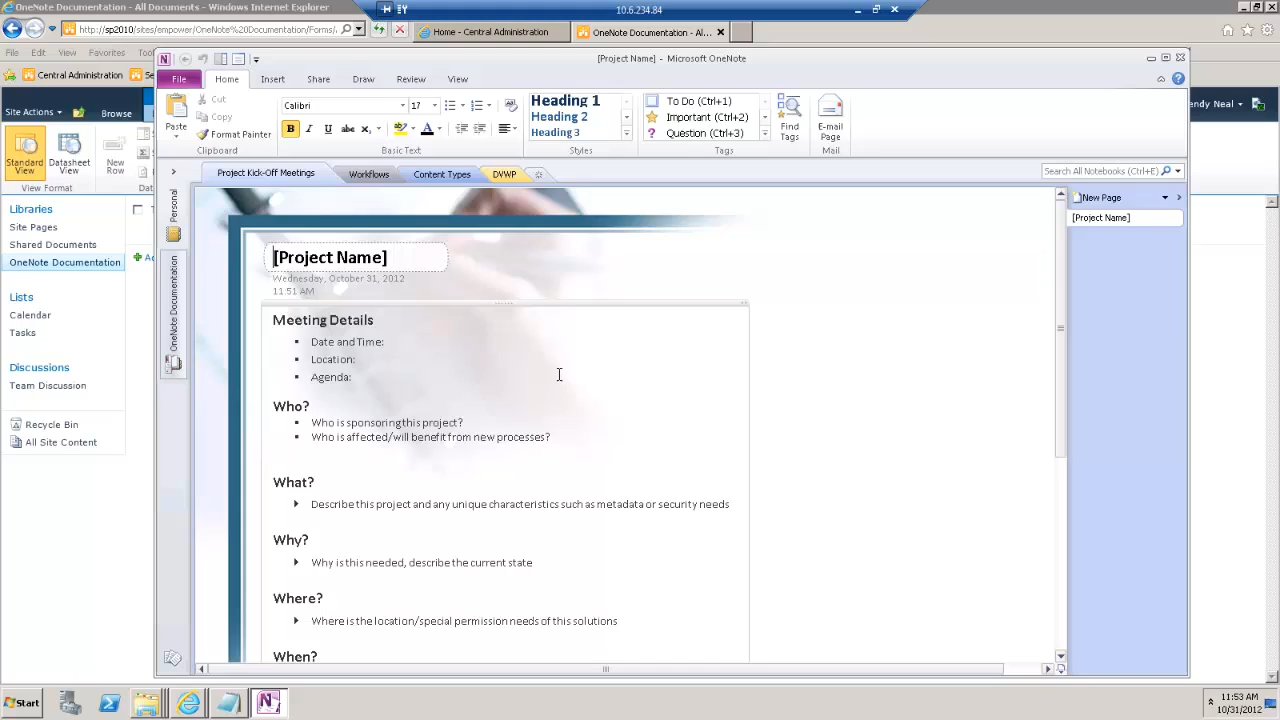 OneNote Documentation - All Documents - Windows Internet Explorer
10.6.234.84
http://sp2010/sites/empower/OneNote%20Documentation/Forms/
Home - Central Administration
OneNote Documentation - Al...
File Edit View Favorites Too
Central Administration
Se
[Project Name] - Microsoft OneNote
File Home Insert Share Draw Review View
Site Actions
Browse
ndy Neal
Paste
Cut
Copy
Format Painter
Clipboard
Calibri
17
B I U abc x₂
A
Basic Text
Heading 1
Heading 2
Heading 3
Styles
To Do (Ctrl+1)
Important (Ctrl+2)
Question (Ctrl+3)
Tags
Find Tags
E-mail Page
Mail
Standard View
Datasheet View
New Row
View Format
Dat
Project Kick-Off Meetings
Workflows
Content Types
DVWP
Search All Notebooks (Ctrl+E)
New Page
[Project Name]
Personal
OneNote Documentation
Libraries
Site Pages
Shared Documents
OneNote Documentation
Lists
Calendar
Tasks
Discussions
Team Discussion
Recycle Bin
All Site Content
T
Ad
[Project Name]
Wednesday, October 31, 2012
11:51 AM
Meeting Details
Date and Time:
Location:
Agenda:
Who?
Who is sponsoring this project?
Who is affected/will benefit from new processes?
What?
Describe this project and any unique characteristics such as metadata or security needs
Why?
Why is this needed, describe the current state
Where?
Where is the location/special permission needs of this solutions
When?
Start
11:53 AM
10/31/2012